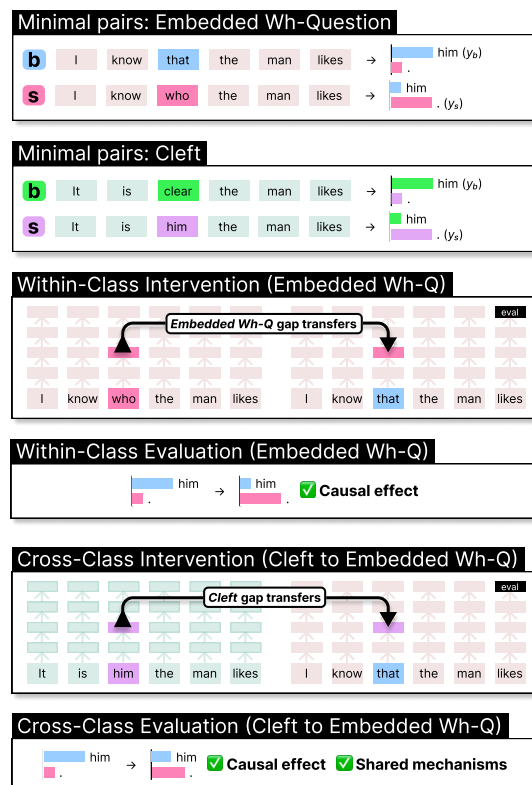 Minimal pairs: Embedded Wh-Question
b I know that the man likes → him (y_b)
.
s I know who the man likes → him
. (y_s)
Minimal pairs: Cleft
b It is clear the man likes → him (y_b)
.
s It is him the man likes → him
. (y_s)
Within-Class Intervention (Embedded Wh-Q)
eval
Embedded Wh-Q gap transfers
I know who the man likes I know that the man likes
Within-Class Evaluation (Embedded Wh-Q)
him → him ✅ Causal effect
. .
Cross-Class Intervention (Cleft to Embedded Wh-Q)
eval
Cleft gap transfers
It is him the man likes I know that the man likes
Cross-Class Evaluation (Cleft to Embedded Wh-Q)
him → him ✅ Causal effect ✅ Shared mechanisms
. .